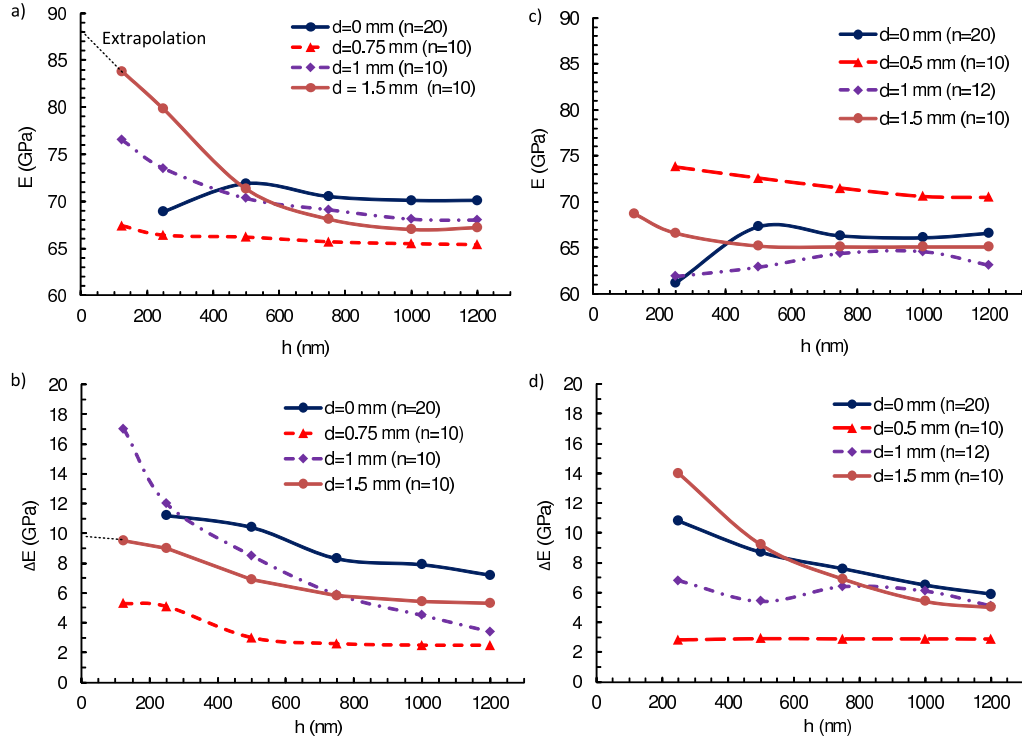 a)
E (GPa)
90
85
80
75
70
65
60
Extrapolation
d=0 mm (n=20)
d=0.75 mm (n=10)
d=1 mm (n=10)
d = 1.5 mm (n=10)
0 200 400 600 800 1000 1200
h (nm)
c)
E (GPa)
90
85
80
75
70
65
60
d=0 mm (n=20)
d=0.5 mm (n=10)
d=1 mm (n=12)
d=1.5 mm (n=10)
0 200 400 600 800 1000 1200
h (nm)
b)
ΔE (GPa)
20
18
16
14
12
10
8
6
4
2
0
d=0 mm (n=20)
d=0.75 mm (n=10)
d=1 mm (n=10)
d=1.5 mm (n=10)
0 200 400 600 800 1000 1200
h (nm)
d)
ΔE (GPa)
20
18
16
14
12
10
8
6
4
2
0
d=0 mm (n=20)
d=0.5 mm (n=10)
d=1 mm (n=12)
d=1.5 mm (n=10)
0 200 400 600 800 1000 1200
h (nm)